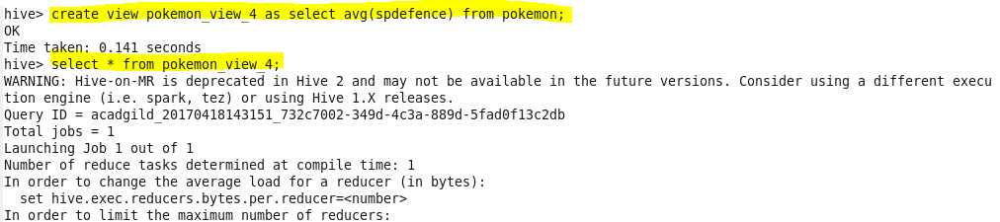 hive> create view pokemon_view_4 as select avg(spdefence) from pokemon;
OK
Time taken: 0.141 seconds
hive> select * from pokemon_view_4;
WARNING: Hive-on-MR is deprecated in Hive 2 and may not be available in the future versions. Consider using a different execu
tion engine (i.e. spark, tez) or using Hive 1.X releases.
Query ID = acadgild_20170418143151_732c7002-349d-4c3a-889d-5fad0f13c2db
Total jobs = 1
Launching Job 1 out of 1
Number of reduce tasks determined at compile time: 1
In order to change the average load for a reducer (in bytes):
  set hive.exec.reducers.bytes.per.reducer=<number>
In order to limit the maximum number of reducers: